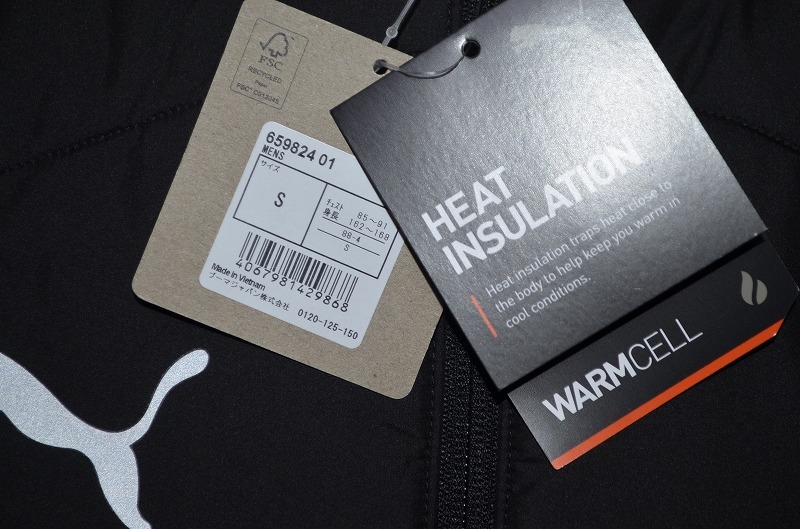 FSC
RECYCLED
Paper
659824 01
MENS
サイズ
S
チェスト 85～91
身長 162～168
88-4
S
4067981429868
Made in Vietnam
プーマジャパン株式会社 0120-125-150
HEAT
INSULATION
Heat insulation traps heat close to
the body to help keep you warm in
cool conditions.
WARMCELL